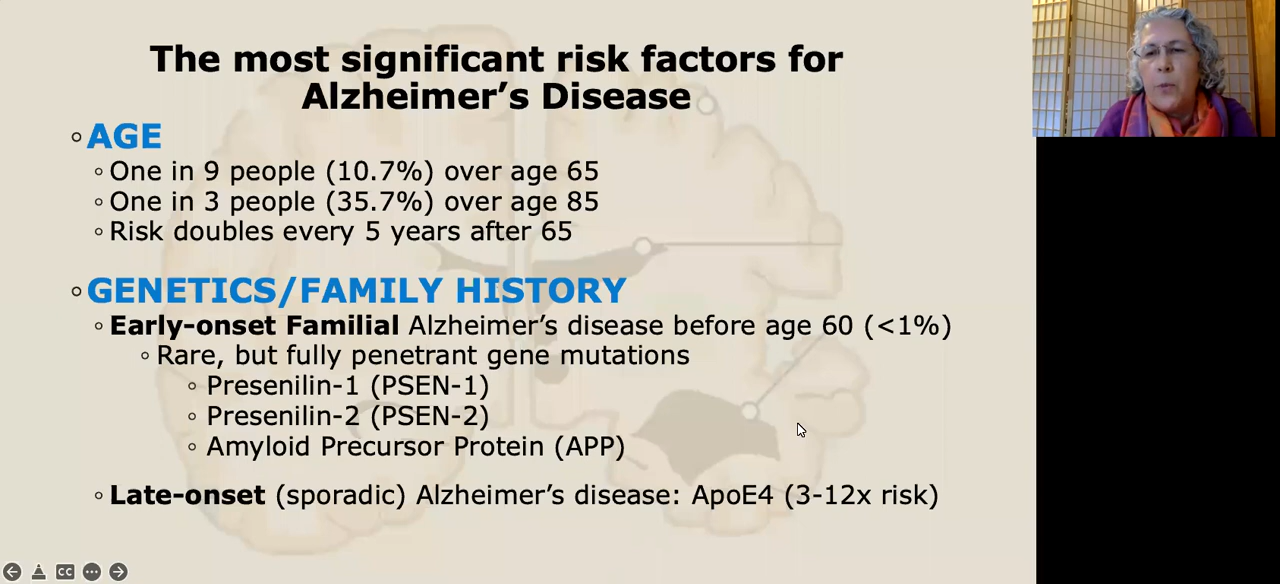 The most significant risk factors for
Alzheimer’s Disease
◦AGE
◦One in 9 people (10.7%) over age 65
◦One in 3 people (35.7%) over age 85
◦Risk doubles every 5 years after 65
◦GENETICS/FAMILY HISTORY
◦Early-onset Familial Alzheimer’s disease before age 60 (<1%)
◦Rare, but fully penetrant gene mutations
◦Presenilin-1 (PSEN-1)
◦Presenilin-2 (PSEN-2)
◦Amyloid Precursor Protein (APP)
◦Late-onset (sporadic) Alzheimer’s disease: ApoE4 (3-12x risk)
CC